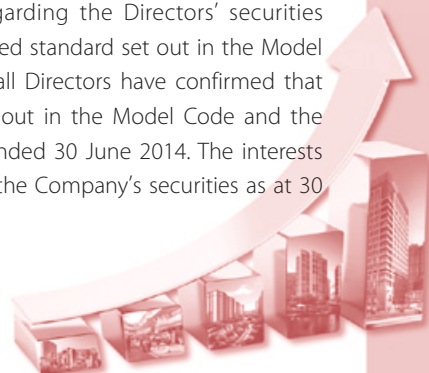 garding the Directors’ securities
ed standard set out in the Model
all Directors have confirmed that
out in the Model Code and the
nded 30 June 2014. The interests
the Company’s securities as at 30